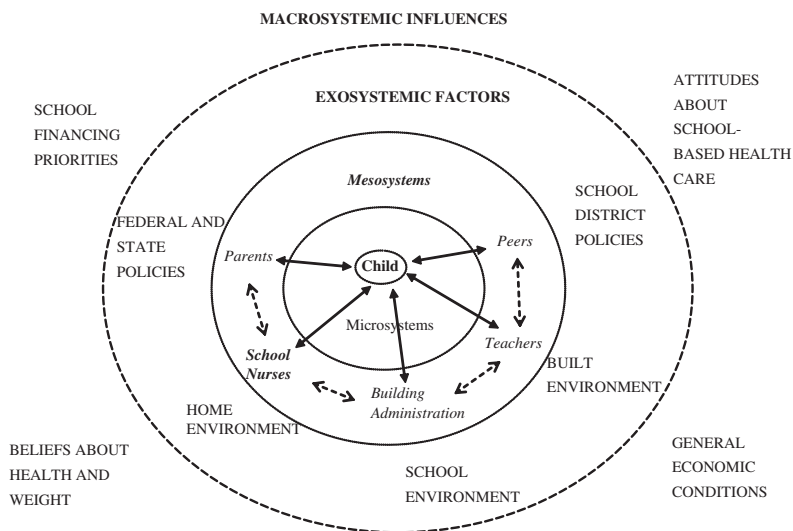 MACROSYSTEMIC INFLUENCES
ATTITUDES
ABOUT
SCHOOL-
BASED HEALTH
CARE
SCHOOL
FINANCING
PRIORITIES
EXOSYSTEMIC FACTORS
Mesosystems
SCHOOL
DISTRICT
POLICIES
FEDERAL AND
STATE
POLICIES
Parents
Child
Peers
Microsystems
Teachers
School
Nurses
Building
Administration
BUILT
ENVIRONMENT
HOME
ENVIRONMENT
BELIEFS ABOUT
HEALTH AND
WEIGHT
SCHOOL
ENVIRONMENT
GENERAL
ECONOMIC
CONDITIONS